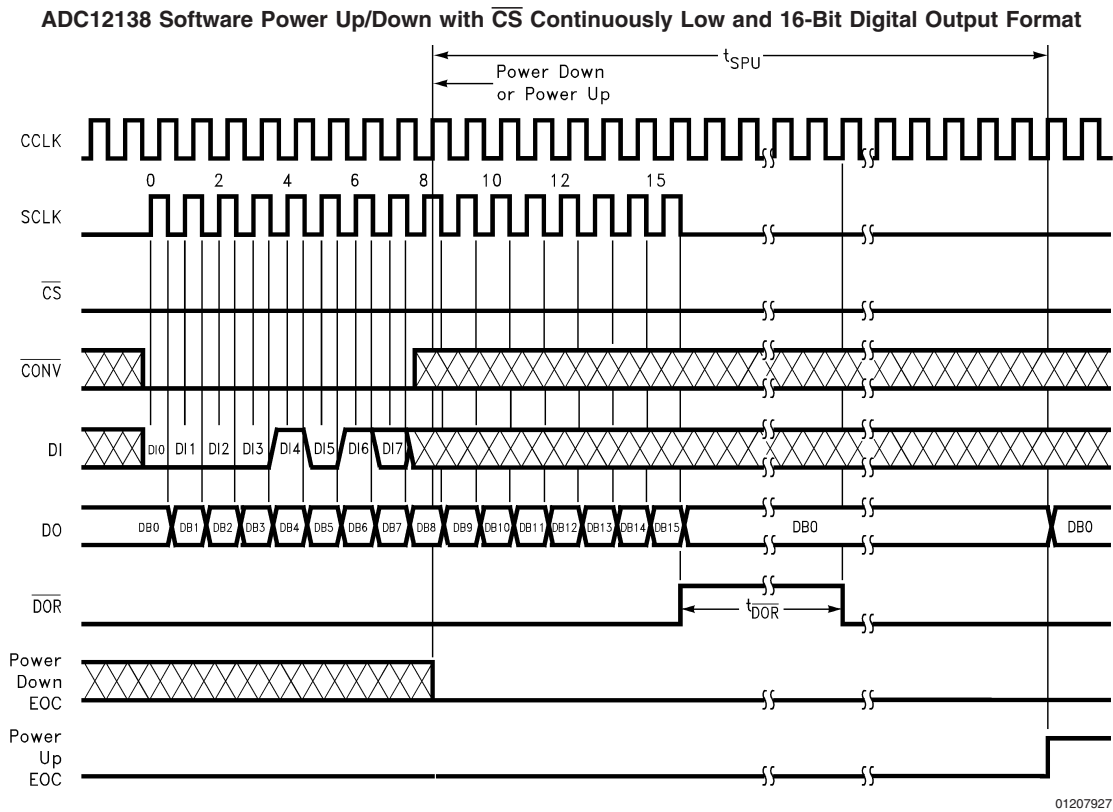 ADC12138 Software Power Up/Down with CS Continuously Low and 16-Bit Digital Output Format
tSPU
Power Down
or Power Up
CCLK
0 2 4 6 8 10 12 15
SCLK
CS
CONV
DI DI0 DI1 DI2 DI3 DI4 DI5 DI6 DI7
DO DB0 DB1 DB2 DB3 DB4 DB5 DB6 DB7 DB8 DB9 DB10 DB11 DB12 DB13 DB14 DB15 DB0 DB0
DOR tDOR
Power
Down
EOC
Power
Up
EOC
01207927